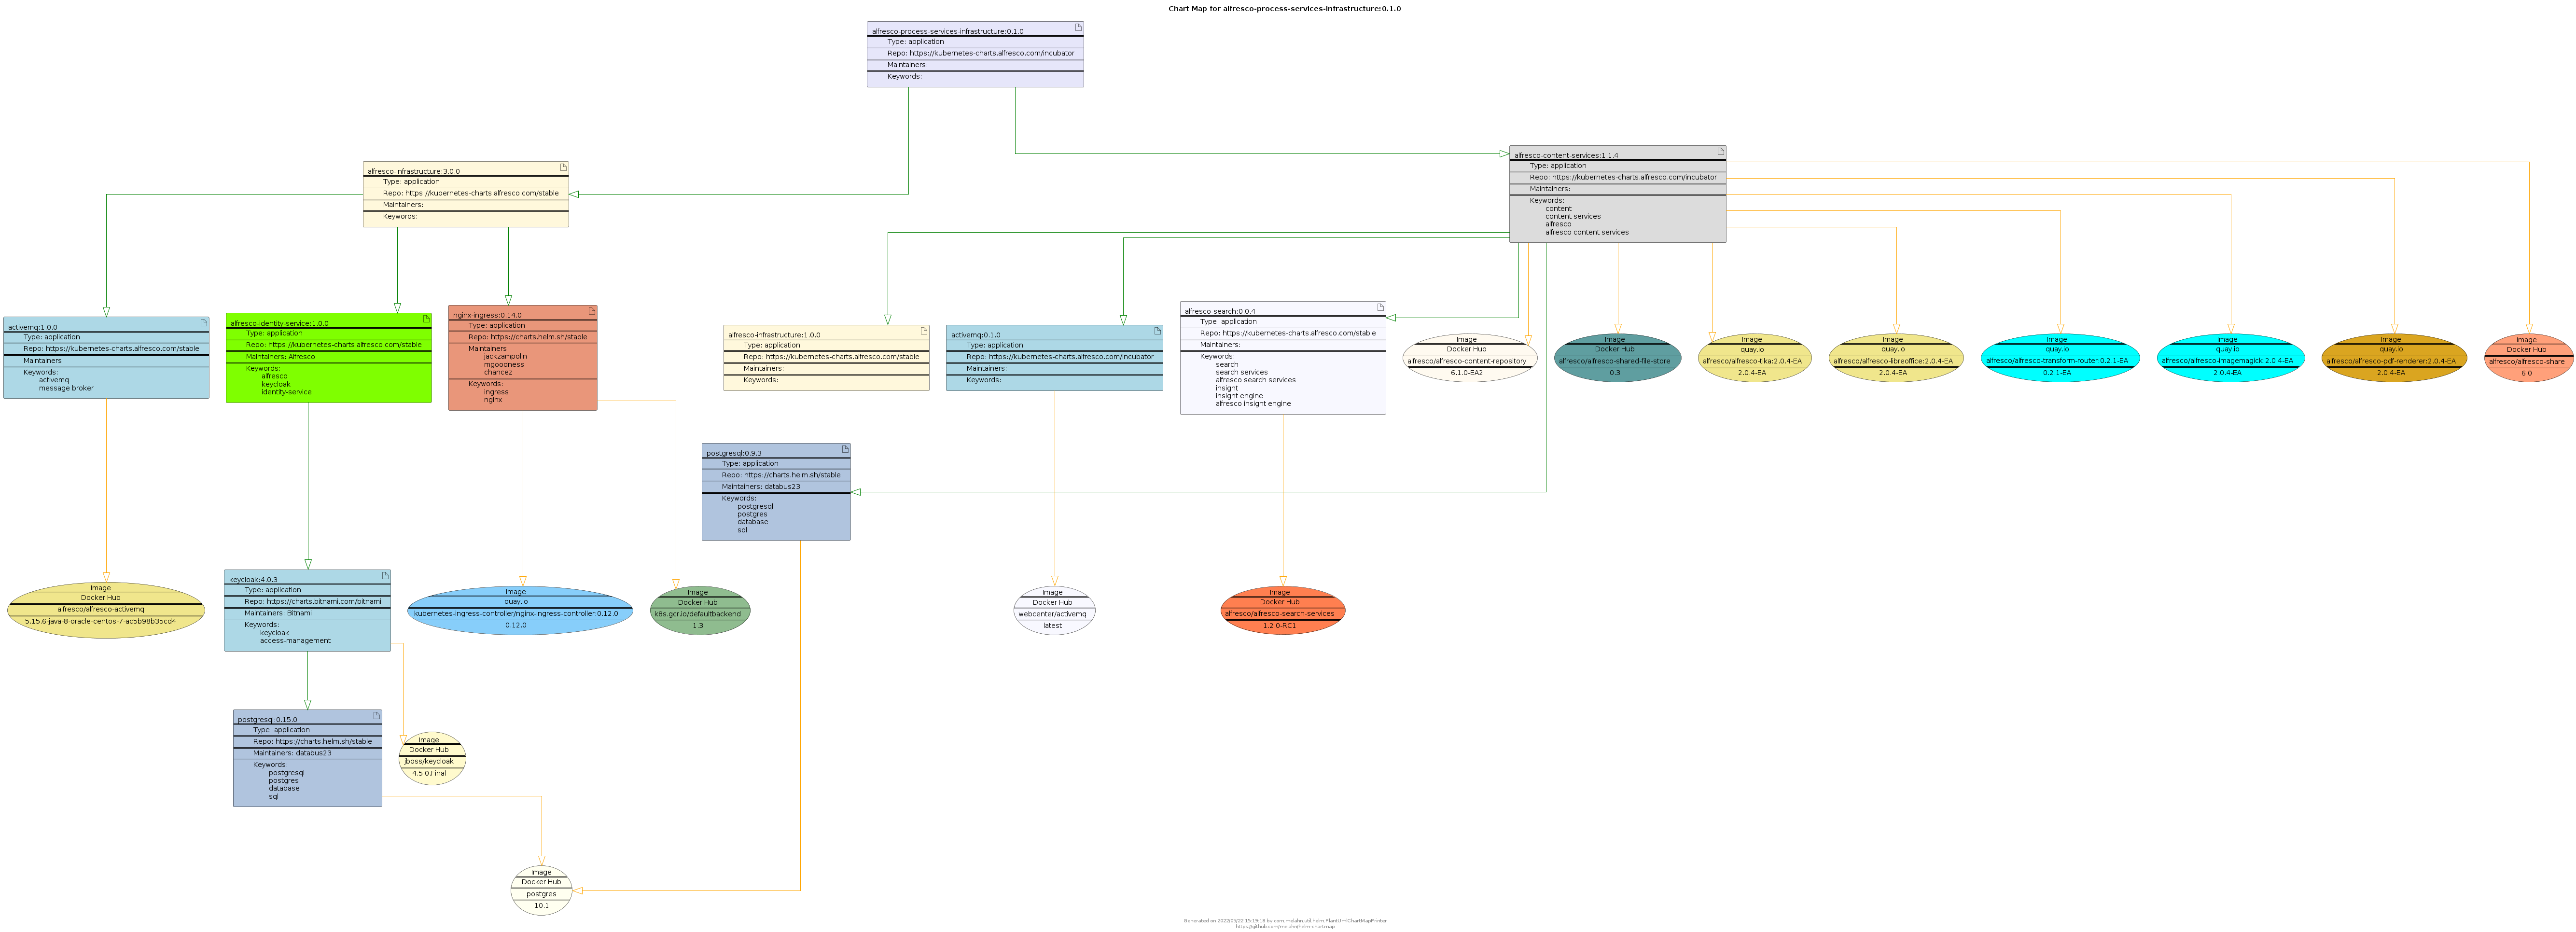 Chart Map for alfresco-process-services-infrastructure:0.1.0
alfresco-process-services-infrastructure:0.1.0
Type: application
Repo: https://kubernetes-charts.alfresco.com/incubator
Maintainers:
Keywords:
alfresco-infrastructure:3.0.0
Type: application
Repo: https://kubernetes-charts.alfresco.com/stable
Maintainers:
Keywords:
alfresco-content-services:1.1.4
Type: application
Repo: https://kubernetes-charts.alfresco.com/incubator
Maintainers:
Keywords:
content
content services
alfresco
alfresco content services
activemq:1.0.0
Type: application
Repo: https://kubernetes-charts.alfresco.com/stable
Maintainers:
Keywords:
activemq
message broker
alfresco-identity-service:1.0.0
Type: application
Repo: https://kubernetes-charts.alfresco.com/stable
Maintainers: Alfresco
Keywords:
alfresco
keycloak
identity-service
nginx-ingress:0.14.0
Type: application
Repo: https://charts.helm.sh/stable
Maintainers:
jackzampolin
mgoodness
chancez
Keywords:
ingress
nginx
alfresco-infrastructure:1.0.0
Type: application
Repo: https://kubernetes-charts.alfresco.com/stable
Maintainers:
Keywords:
activemq:0.1.0
Type: application
Repo: https://kubernetes-charts.alfresco.com/incubator
Maintainers:
Keywords:
alfresco-search:0.0.4
Type: application
Repo: https://kubernetes-charts.alfresco.com/stable
Maintainers:
Keywords:
search
search services
alfresco search services
insight
insight engine
alfresco insight engine
Image
Docker Hub
alfresco/alfresco-content-repository
6.1.0-EA2
Image
Docker Hub
alfresco/alfresco-shared-file-store
0.3
Image
quay.io
alfresco/alfresco-tika:2.0.4-EA
2.0.4-EA
Image
quay.io
alfresco/alfresco-libreoffice:2.0.4-EA
2.0.4-EA
Image
quay.io
alfresco/alfresco-transform-router:0.2.1-EA
0.2.1-EA
Image
quay.io
alfresco/alfresco-imagemagick:2.0.4-EA
2.0.4-EA
Image
quay.io
alfresco/alfresco-pdf-renderer:2.0.4-EA
2.0.4-EA
Image
Docker Hub
alfresco/alfresco-share
6.0
postgresql:0.9.3
Type: application
Repo: https://charts.helm.sh/stable
Maintainers: databus23
Keywords:
postgresql
postgres
database
sql
Image
Docker Hub
alfresco/alfresco-activemq
5.15.6-java-8-oracle-centos-7-ac5b98b35cd4
keycloak:4.0.3
Type: application
Repo: https://charts.bitnami.com/bitnami
Maintainers: Bitnami
Keywords:
keycloak
access-management
Image
quay.io
kubernetes-ingress-controller/nginx-ingress-controller:0.12.0
0.12.0
Image
Docker Hub
k8s.gcr.io/defaultbackend
1.3
Image
Docker Hub
webcenter/activemq
latest
Image
Docker Hub
alfresco/alfresco-search-services
1.2.0-RC1
postgresql:0.15.0
Type: application
Repo: https://charts.helm.sh/stable
Maintainers: databus23
Keywords:
postgresql
postgres
database
sql
Image
Docker Hub
jboss/keycloak
4.5.0.Final
Image
Docker Hub
postgres
10.1
Generated on 2022/05/22 15:19:18 by com.melahn.util.helm.PlantUmlChartMapPrinter
https://github.com/melahn/helm-chartmap